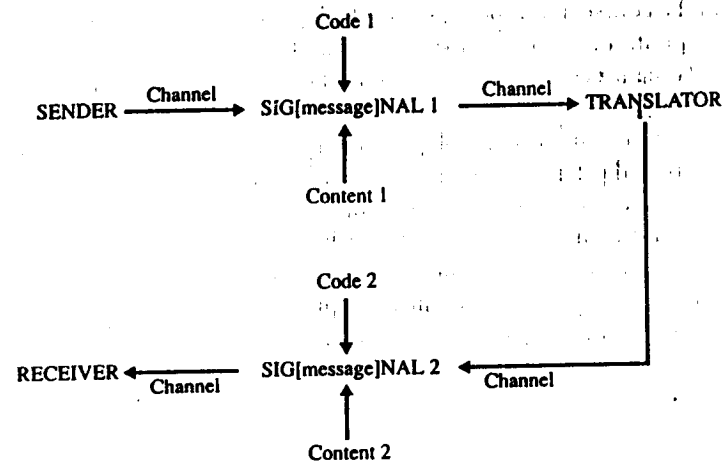 Code 1
SENDER Channel SIG[message]NAL 1 Channel TRANSLATOR
Content 1
Code 2
RECEIVER Channel SIG[message]NAL 2 Channel
Content 2